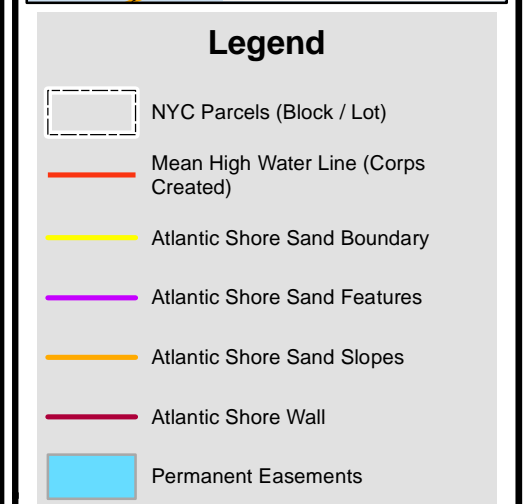 Legend
NYC Parcels (Block / Lot)
Mean High Water Line (Corps
Created)
Atlantic Shore Sand Boundary
Atlantic Shore Sand Features
Atlantic Shore Sand Slopes
Atlantic Shore Wall
Permanent Easements